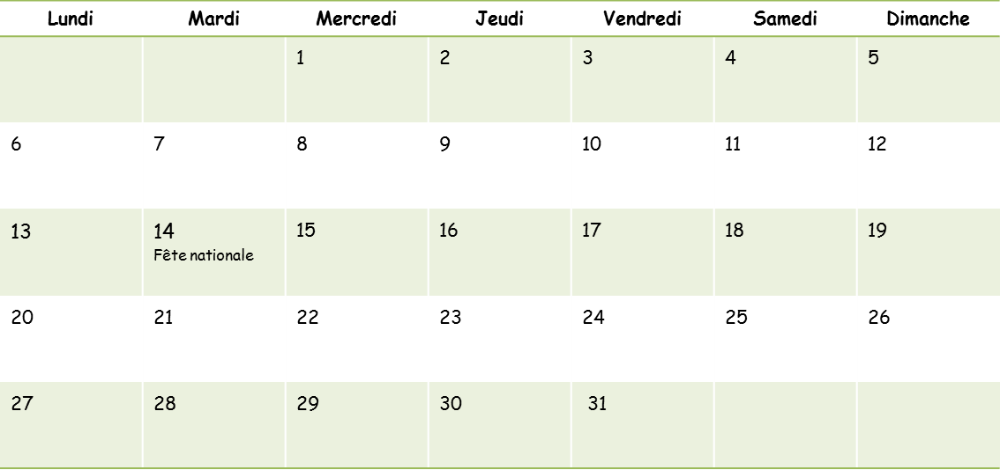 Lundi Mardi Mercredi Jeudi Vendredi Samedi Dimanche
1 2 3 4 5
6 7 8 9 10 11 12
13 14 15 16 17 18 19
Fête nationale
20 21 22 23 24 25 26
27 28 29 30 31